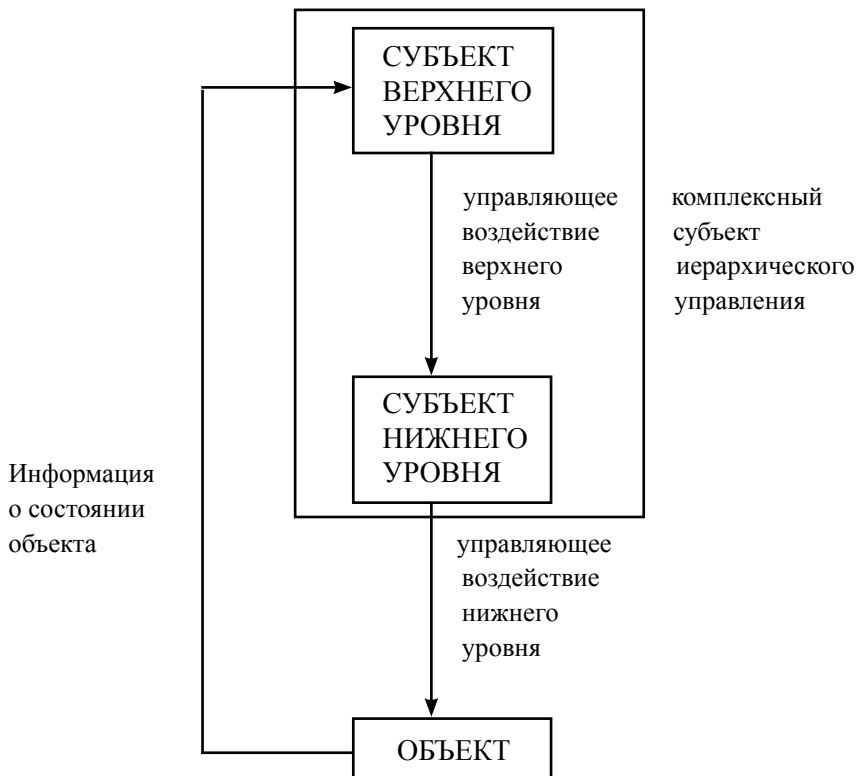 СУБЪЕКТ
ВЕРХНЕГО
УРОВНЯ
управляющее
воздействие
верхнего
уровня
комплексный
субъект
иерархического
управления
СУБЪЕКТ
НИЖНЕГО
УРОВНЯ
Информация
о состоянии
объекта
управляющее
воздействие
нижнего
уровня
ОБЪЕКТ